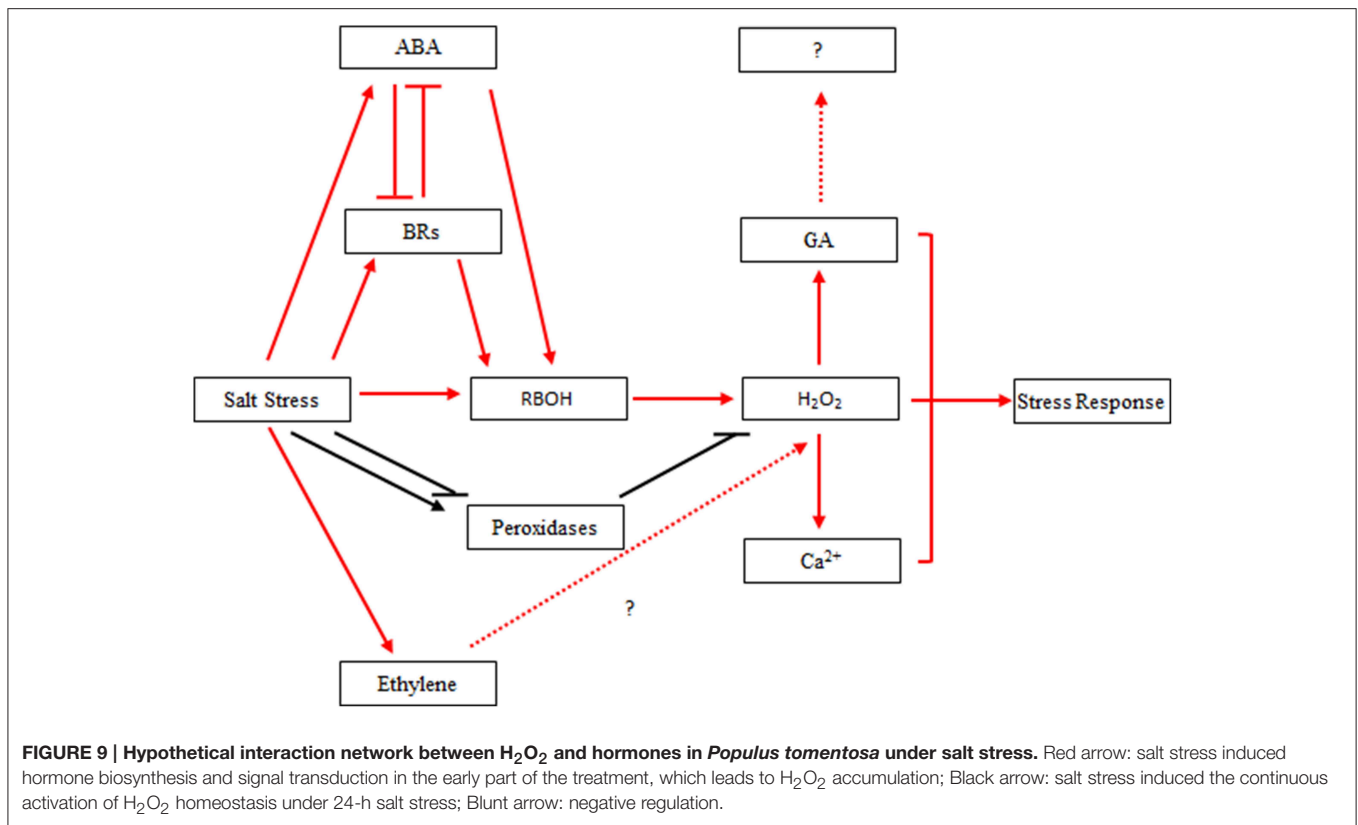 ABA
?
BRs
GA
Salt Stress
RBOH
H₂O₂
Stress Response
Peroxidases
Ca²⁺
?
Ethylene
FIGURE 9 | Hypothetical interaction network between H₂O₂ and hormones in Populus tomentosa under salt stress. Red arrow: salt stress induced
hormone biosynthesis and signal transduction in the early part of the treatment, which leads to H₂O₂ accumulation; Black arrow: salt stress induced the continuous
activation of H₂O₂ homeostasis under 24-h salt stress; Blunt arrow: negative regulation.